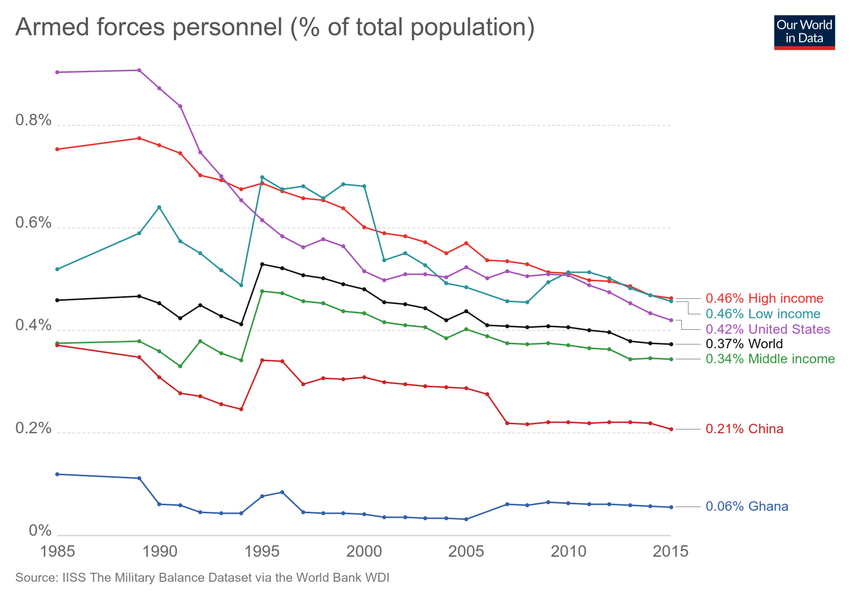 Armed forces personnel (% of total population)
Our World
in Data
0.8%
0.6%
0.4%
0.2%
0%
0.46% High income
0.46% Low income
0.42% United States
0.37% World
0.34% Middle income
0.21% China
0.06% Ghana
1985 1990 1995 2000 2005 2010 2015
Source: IISS The Military Balance Dataset via the World Bank WDI